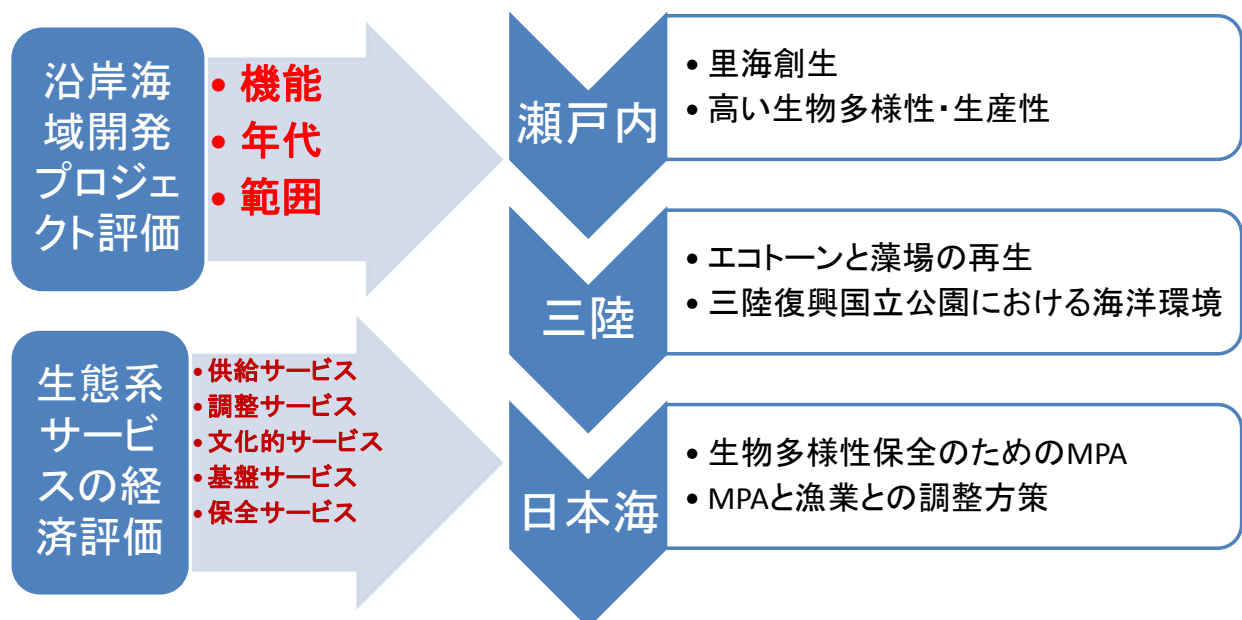 沿岸海
域開発
プロジェ
クト評価
• 機能
• 年代
• 範囲
生態系
サービ
スの経
済評価
•供給サービス
•調整サービス
•文化的サービス
•基盤サービス
•保全サービス
瀬戸内
• 里海創生
• 高い生物多様性・生産性
三陸
• エコトーンと藻場の再生
• 三陸復興国立公園における海洋環境
日本海
• 生物多様性保全のためのMPA
• MPAと漁業との調整方策